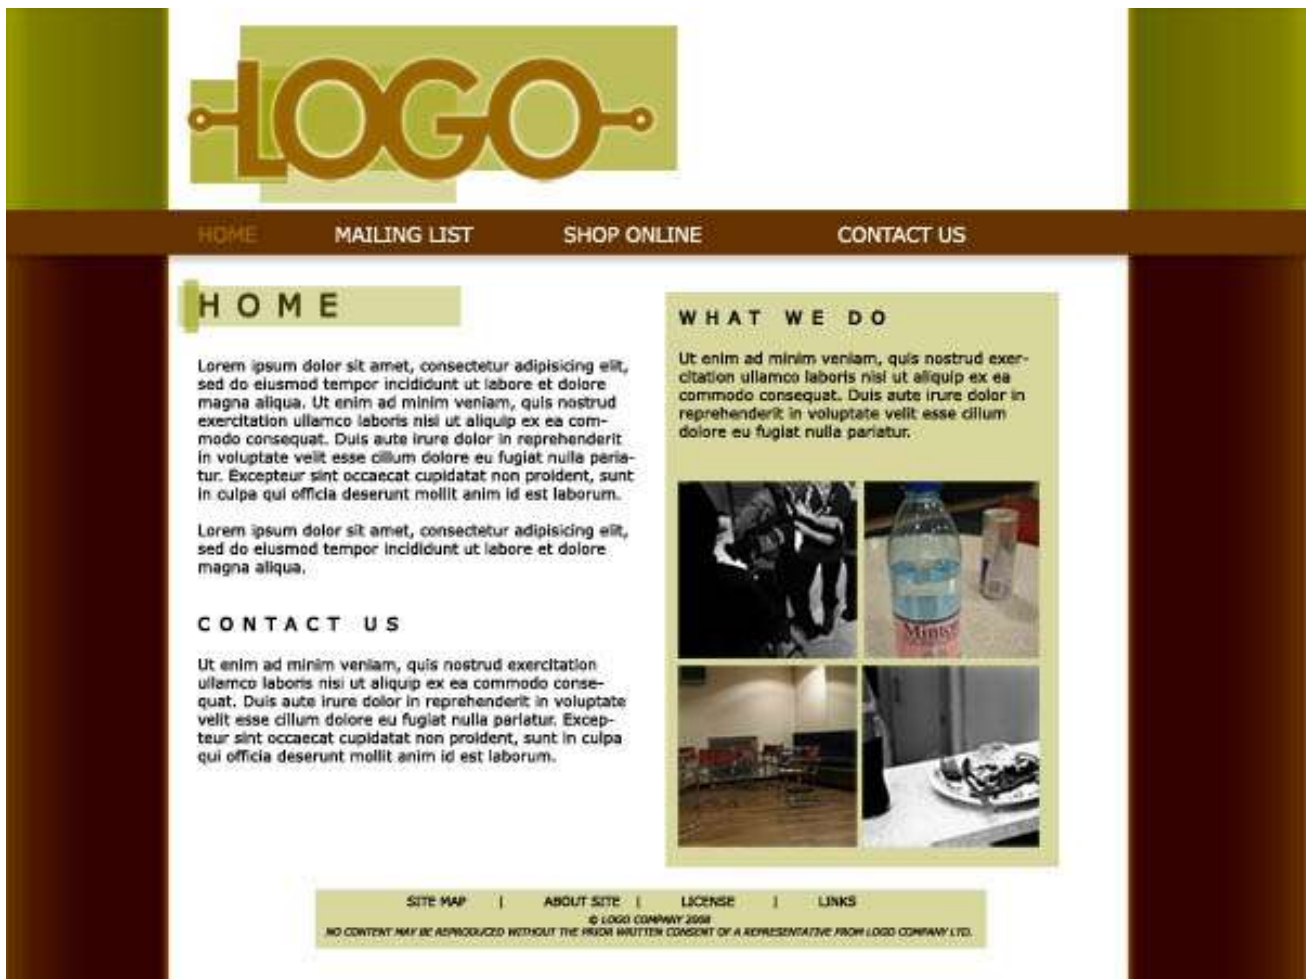 LOGO
HOME
MAILING LIST
SHOP ONLINE
CONTACT US
HOME
Lorem ipsum dolor sit amet, consectetur adipisicing elit,
sed do eiusmod tempor incididunt ut labore et dolore
magna aliqua. Ut enim ad minim veniam, quis nostrud
exercitation ullamco laboris nisi ut aliquip ex ea com-
modo consequat. Duis aute irure dolor in reprehenderit
in voluptate velit esse cillum dolore eu fugiat nulla paria-
tur. Excepteur sint occaecat cupidatat non proident, sunt
in culpa qui officia deserunt mollit anim id est laborum.
Lorem ipsum dolor sit amet, consectetur adipisicing elit,
sed do eiusmod tempor incididunt ut labore et dolore
magna aliqua.
CONTACT US
Ut enim ad minim veniam, quis nostrud exercitation
ullamco laboris nisi ut aliquip ex ea commodo conse-
quat. Duis aute irure dolor in reprehenderit in voluptate
velit esse cillum dolore eu fugiat nulla pariatur. Excep-
teur sint occaecat cupidatat non proident, sunt in culpa
qui officia deserunt mollit anim id est laborum.
WHAT WE DO
Ut enim ad minim veniam, quis nostrud exer-
citation ullamco laboris nisi ut aliquip ex ea
commodo consequat. Duis aute irure dolor in
reprehenderit in voluptate velit esse cillum
dolore eu fugiat nulla pariatur.
SITE MAP | ABOUT SITE | LICENSE | LINKS
© LOGO COMPANY 2008
NO CONTENT MAY BE REPRODUCED WITHOUT THE PRIOR WRITTEN CONSENT OF A REPRESENTATIVE FROM LOGO COMPANY LTD.